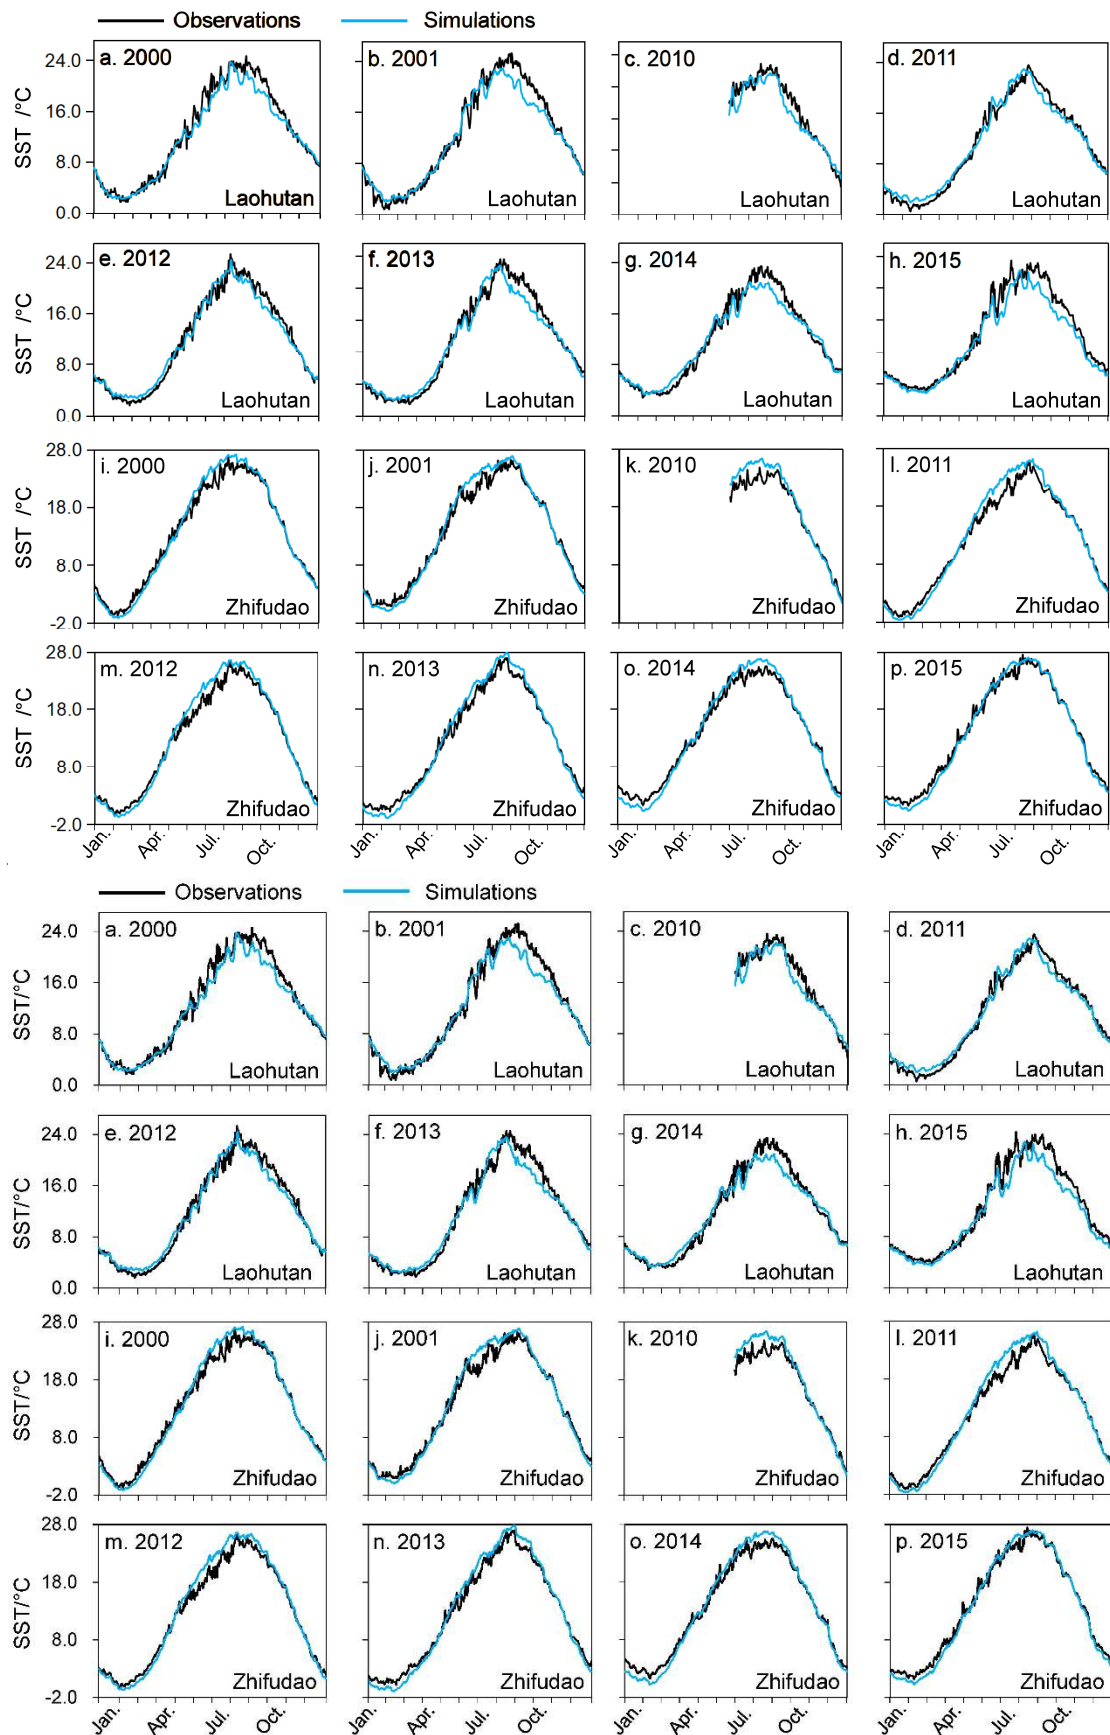 Observations Simulations
a. 2000 b. 2001 c. 2010 d. 2011
24.0
16.0
8.0
0.0
SST /°C
Laohutan Laohutan Laohutan Laohutan
e. 2012 f. 2013 g. 2014 h. 2015
24.0
16.0
8.0
0.0
SST /°C
Laohutan Laohutan Laohutan Laohutan
i. 2000 j. 2001 k. 2010 l. 2011
28.0
18.0
8.0
-2.0
SST /°C
Zhifudao Zhifudao Zhifudao Zhifudao
m. 2012 n. 2013 o. 2014 p. 2015
28.0
18.0
8.0
-2.0
SST /°C
Zhifudao Zhifudao Zhifudao Zhifudao
Jan. Apr. Jul. Oct. Jan. Apr. Jul. Oct. Jan. Apr. Jul. Oct. Jan. Apr. Jul. Oct.
Observations Simulations
a. 2000 b. 2001 c. 2010 d. 2011
24.0
16.0
8.0
0.0
SST/°C
Laohutan Laohutan Laohutan Laohutan
e. 2012 f. 2013 g. 2014 h. 2015
24.0
16.0
8.0
0.0
SST/°C
Laohutan Laohutan Laohutan Laohutan
i. 2000 j. 2001 k. 2010 l. 2011
28.0
18.0
8.0
-2.0
SST/°C
Zhifudao Zhifudao Zhifudao Zhifudao
m. 2012 n. 2013 o. 2014 p. 2015
28.0
18.0
8.0
-2.0
SST/°C
Zhifudao Zhifudao Zhifudao Zhifudao
Jan. Apr. Jul. Oct. Jan. Apr. Jul. Oct. Jan. Apr. Jul. Oct. Jan. Apr. Jul. Oct.